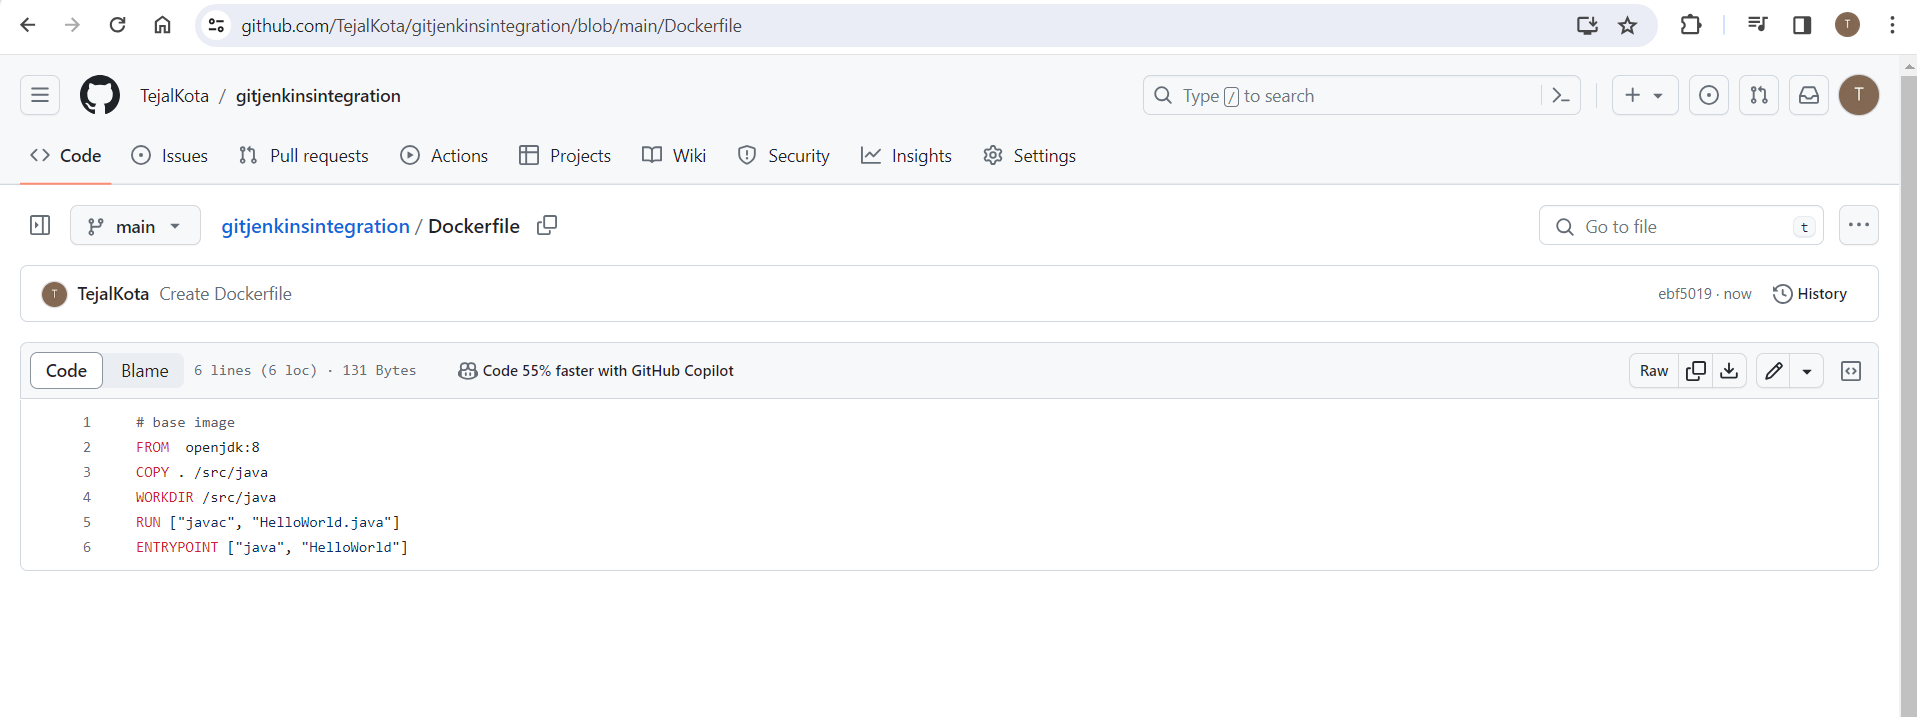 github.com/TejalKota/gitjenkinsintegration/blob/main/Dockerfile
T
TejalKota / gitjenkinsintegration
Type / to search
T
Code Issues Pull requests Actions Projects Wiki Security Insights Settings
main gitjenkinsintegration / Dockerfile
Go to file t
T TejalKota Create Dockerfile
ebf5019 · now History
Code Blame 6 lines (6 loc) · 131 Bytes Code 55% faster with GitHub Copilot
Raw
1 # base image
2 FROM  openjdk:8
3 COPY . /src/java
4 WORKDIR /src/java
5 RUN ["javac", "HelloWorld.java"]
6 ENTRYPOINT ["java", "HelloWorld"]